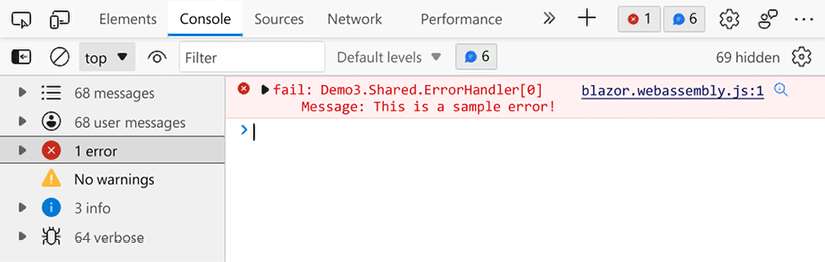 Elements Console Sources Network Performance 1 6
top Filter Default levels 6 69 hidden
68 messages
68 user messages
1 error
No warnings
3 info
64 verbose
fail: Demo3.Shared.ErrorHandler[0] blazor.webassembly.js:1
Message: This is a sample error!